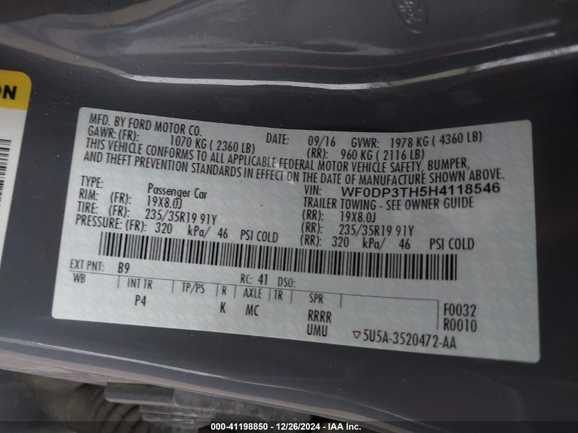 ON
MFD. BY FORD MOTOR CO.
DATE: 09/16 GVWR: 1978 KG ( 4360 LB)
GAWR: (FR): 1070 KG ( 2360 LB) (RR): 960 KG ( 2116 LB)
THIS VEHICLE CONFORMS TO ALL APPLICABLE FEDERAL MOTOR VEHICLE SAFETY, BUMPER,
AND THEFT PREVENTION STANDARDS IN EFFECT ON THE DATE OF MANUFACTURE SHOWN ABOVE.
VIN: WF0DP3TH5H4118546
TYPE: Passenger Car TRAILER TOWING - SEE OWNER GUIDE
RIM: (FR): 19X8.0J (RR): 19X8.0J
TIRE: (FR): 235/35R19 91Y (RR): 235/35R19 91Y
PRESSURE: (FR): 320 kPa/ 46 PSI COLD (RR): 320 kPa/ 46 PSI COLD
EXT PNT: B9 RC: 41 DSO:
WB INT TR TP/PS R AXLE TR SPR
P4 K MC RRRR F0032
UMU R0010
5U5A-3520472-AA
000-41198850 • 12/26/2024 • IAAI.com.